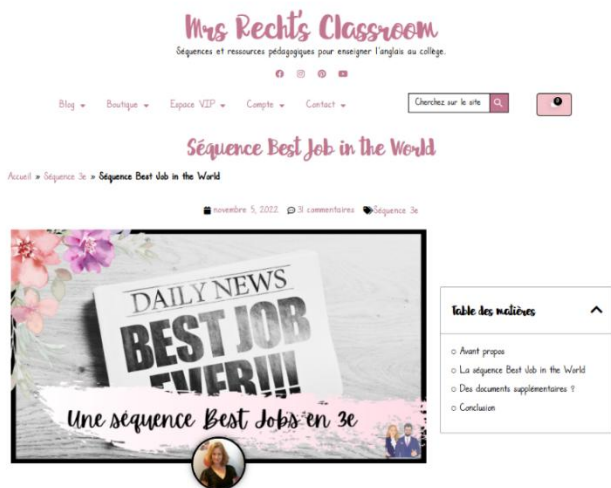 Mrs Recht's Classroom
Séquences et ressources pédagogiques pour enseigner l'anglais au collège.
Blog Boutique Espace VIP Compte Contact Cherchez sur le site 0
Séquence Best Job in the World
Accueil » Séquence 3e » Séquence Best Job in the World
novembre 5, 2022 31 commentaires Séquence 3e
DAILY NEWS
BEST JOB
EVER!!!
Une séquence Best Jobs en 3e
Table des matières
Avant propos
La séquence Best Job in the World
Des documents supplémentaires ?
Conclusion